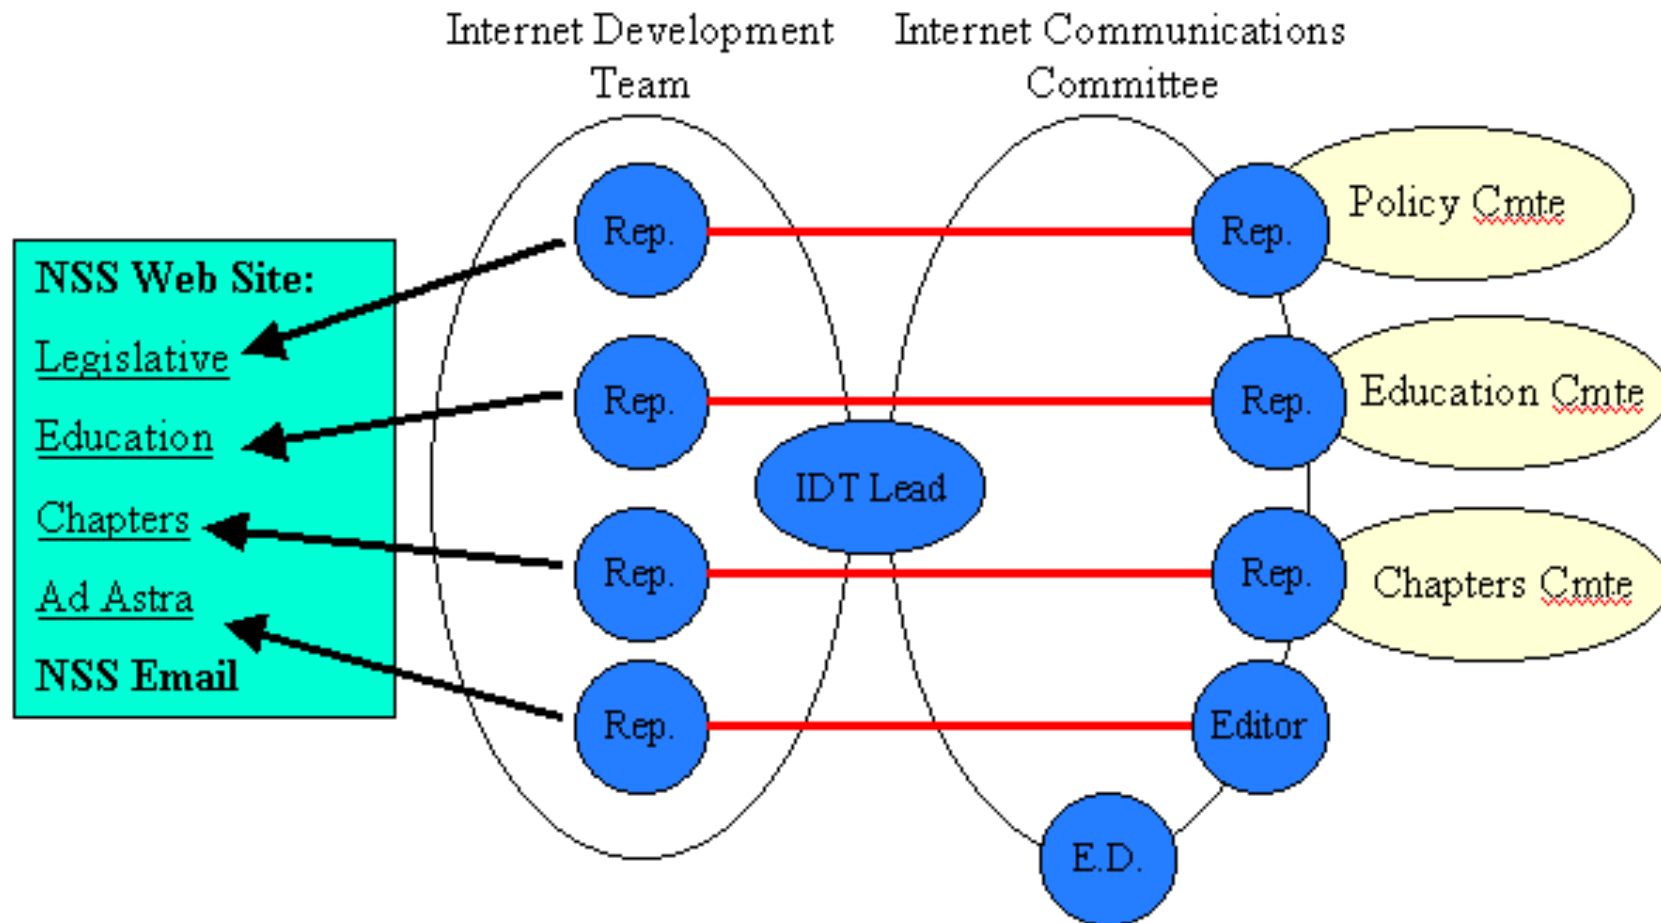 Internet Development
Team
Internet Communications
Committee
NSS Web Site:
Legislative
Education
Chapters
Ad Astra
NSS Email
Rep.
Rep.
Rep.
Rep.
IDT Lead
Rep.
Policy Cmte
Rep.
Education Cmte
Rep.
Chapters Cmte
Editor
E.D.